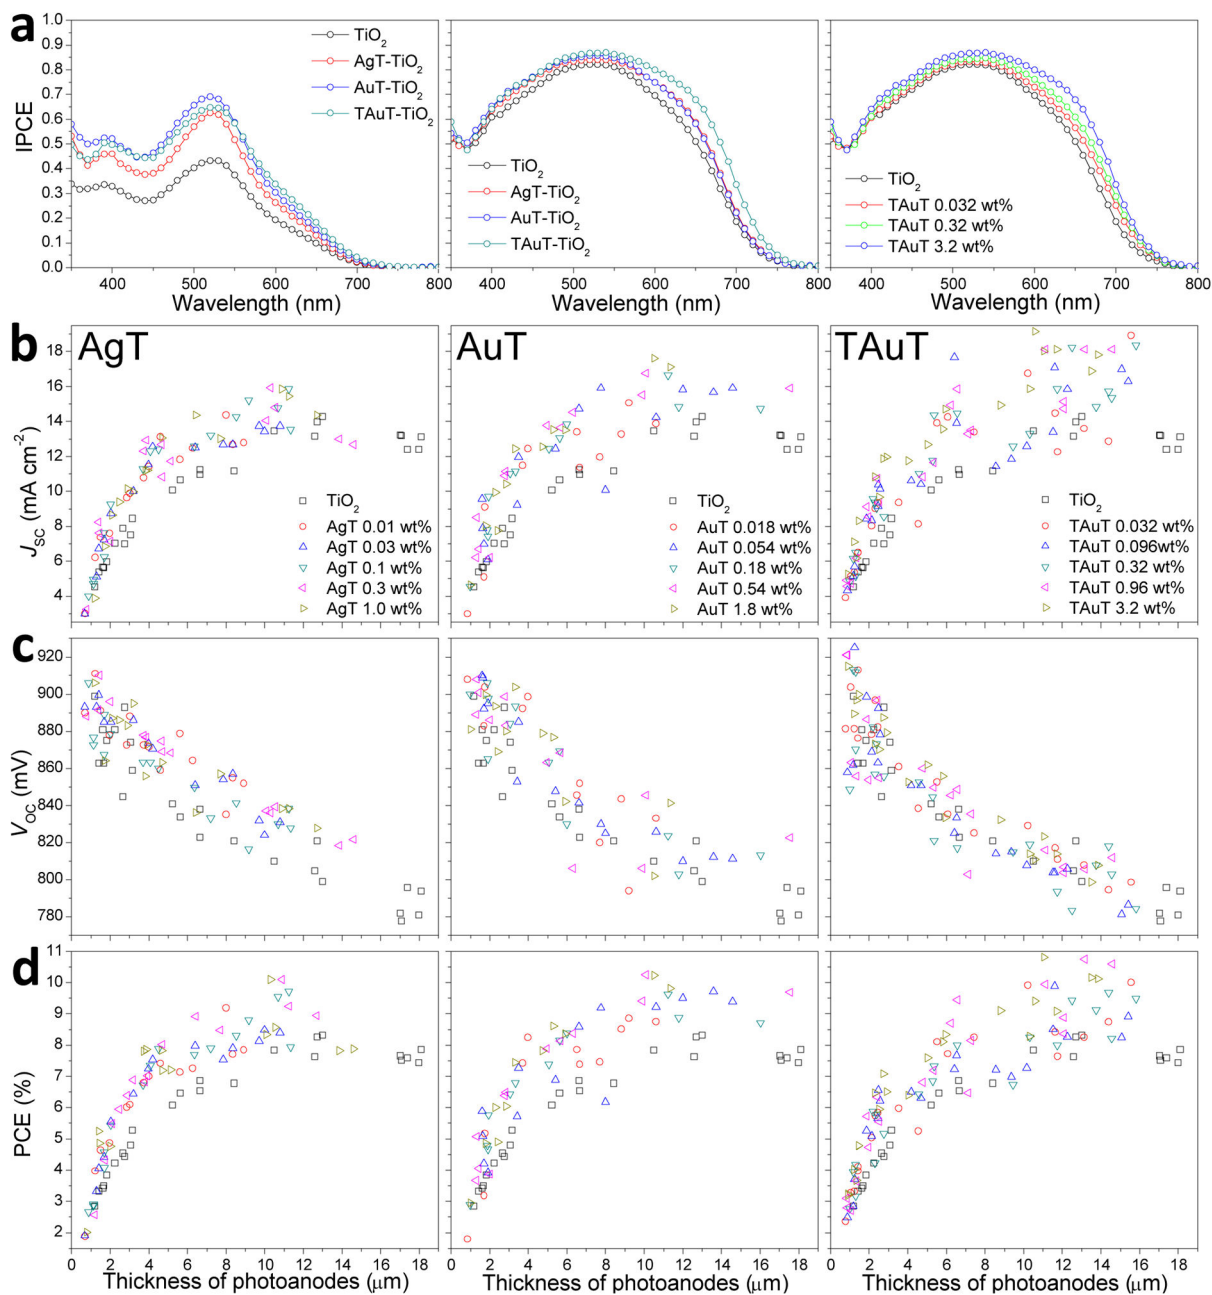 a
IPCE
1.0
0.9
0.8
0.7
0.6
0.5
0.4
0.3
0.2
0.1
0.0
TiO2
AgT-TiO2
AuT-TiO2
TAuT-TiO2
400 500 600 700 800
Wavelength (nm)
TiO2
AgT-TiO2
AuT-TiO2
TAuT-TiO2
400 500 600 700 800
Wavelength (nm)
TiO2
TAuT 0.032 wt%
TAuT 0.32 wt%
TAuT 3.2 wt%
400 500 600 700 800
Wavelength (nm)
b
JSC (mA cm-2)
18
16
14
12
10
8
6
4
AgT
TiO2
AgT 0.01 wt%
AgT 0.03 wt%
AgT 0.1 wt%
AgT 0.3 wt%
AgT 1.0 wt%
AuT
TiO2
AuT 0.018 wt%
AuT 0.054 wt%
AuT 0.18 wt%
AuT 0.54 wt%
AuT 1.8 wt%
TAuT
TiO2
TAuT 0.032 wt%
TAuT 0.096wt%
TAuT 0.32 wt%
TAuT 0.96 wt%
TAuT 3.2 wt%
c
VOC (mV)
920
900
880
860
840
820
800
780
d
PCE (%)
11
10
9
8
7
6
5
4
3
2
0 2 4 6 8 10 12 14 16 18
Thickness of photoanodes (μm)
0 2 4 6 8 10 12 14 16 18
Thickness of photoanodes (μm)
0 2 4 6 8 10 12 14 16 18
Thickness of photoanodes (μm)